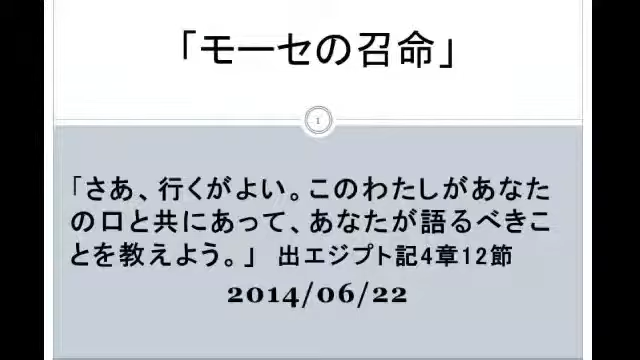 「モーセの召命」
1
「さあ、行くがよい。このわたしがあなた
の口と共にあって、あなたが語るべきこ
とを教えよう。」 出エジプト記4章12節
2014/06/22